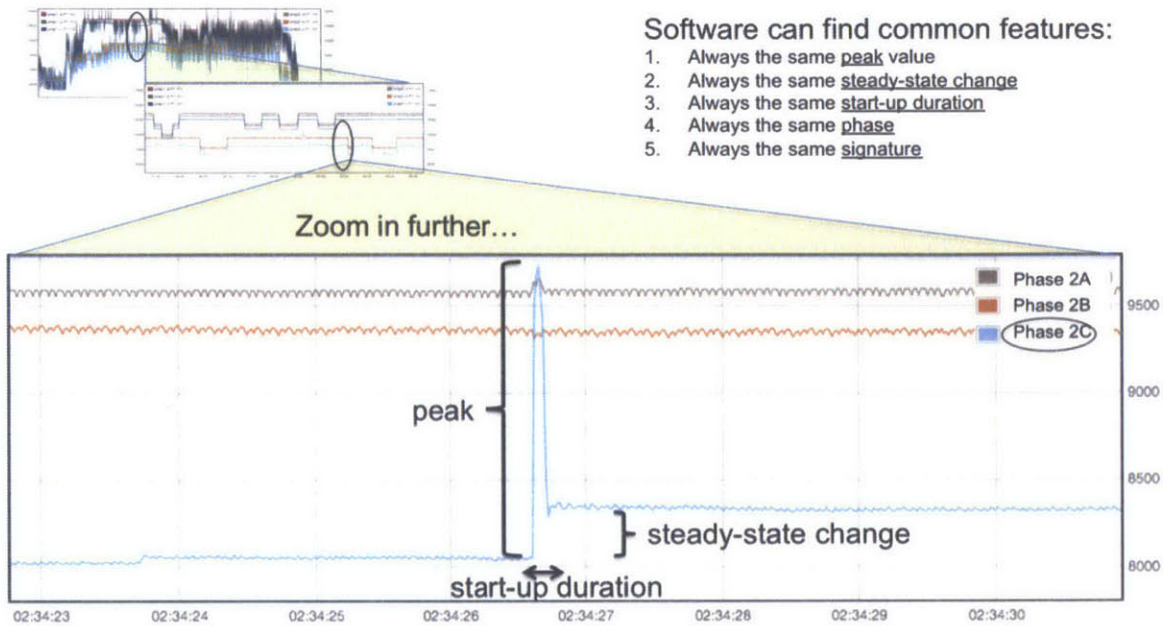 Software can find common features:
1. Always the same peak value
2. Always the same steady-state change
3. Always the same start-up duration
4. Always the same phase
5. Always the same signature
Zoom in further...
Phase 2A
Phase 2B
Phase 2C
9500
9000
8500
8000
peak
steady-state change
start-up duration
02:34:23
02:34:24
02:34:25
02:34:26
02:34:27
02:34:28
02:34:29
02:34:30